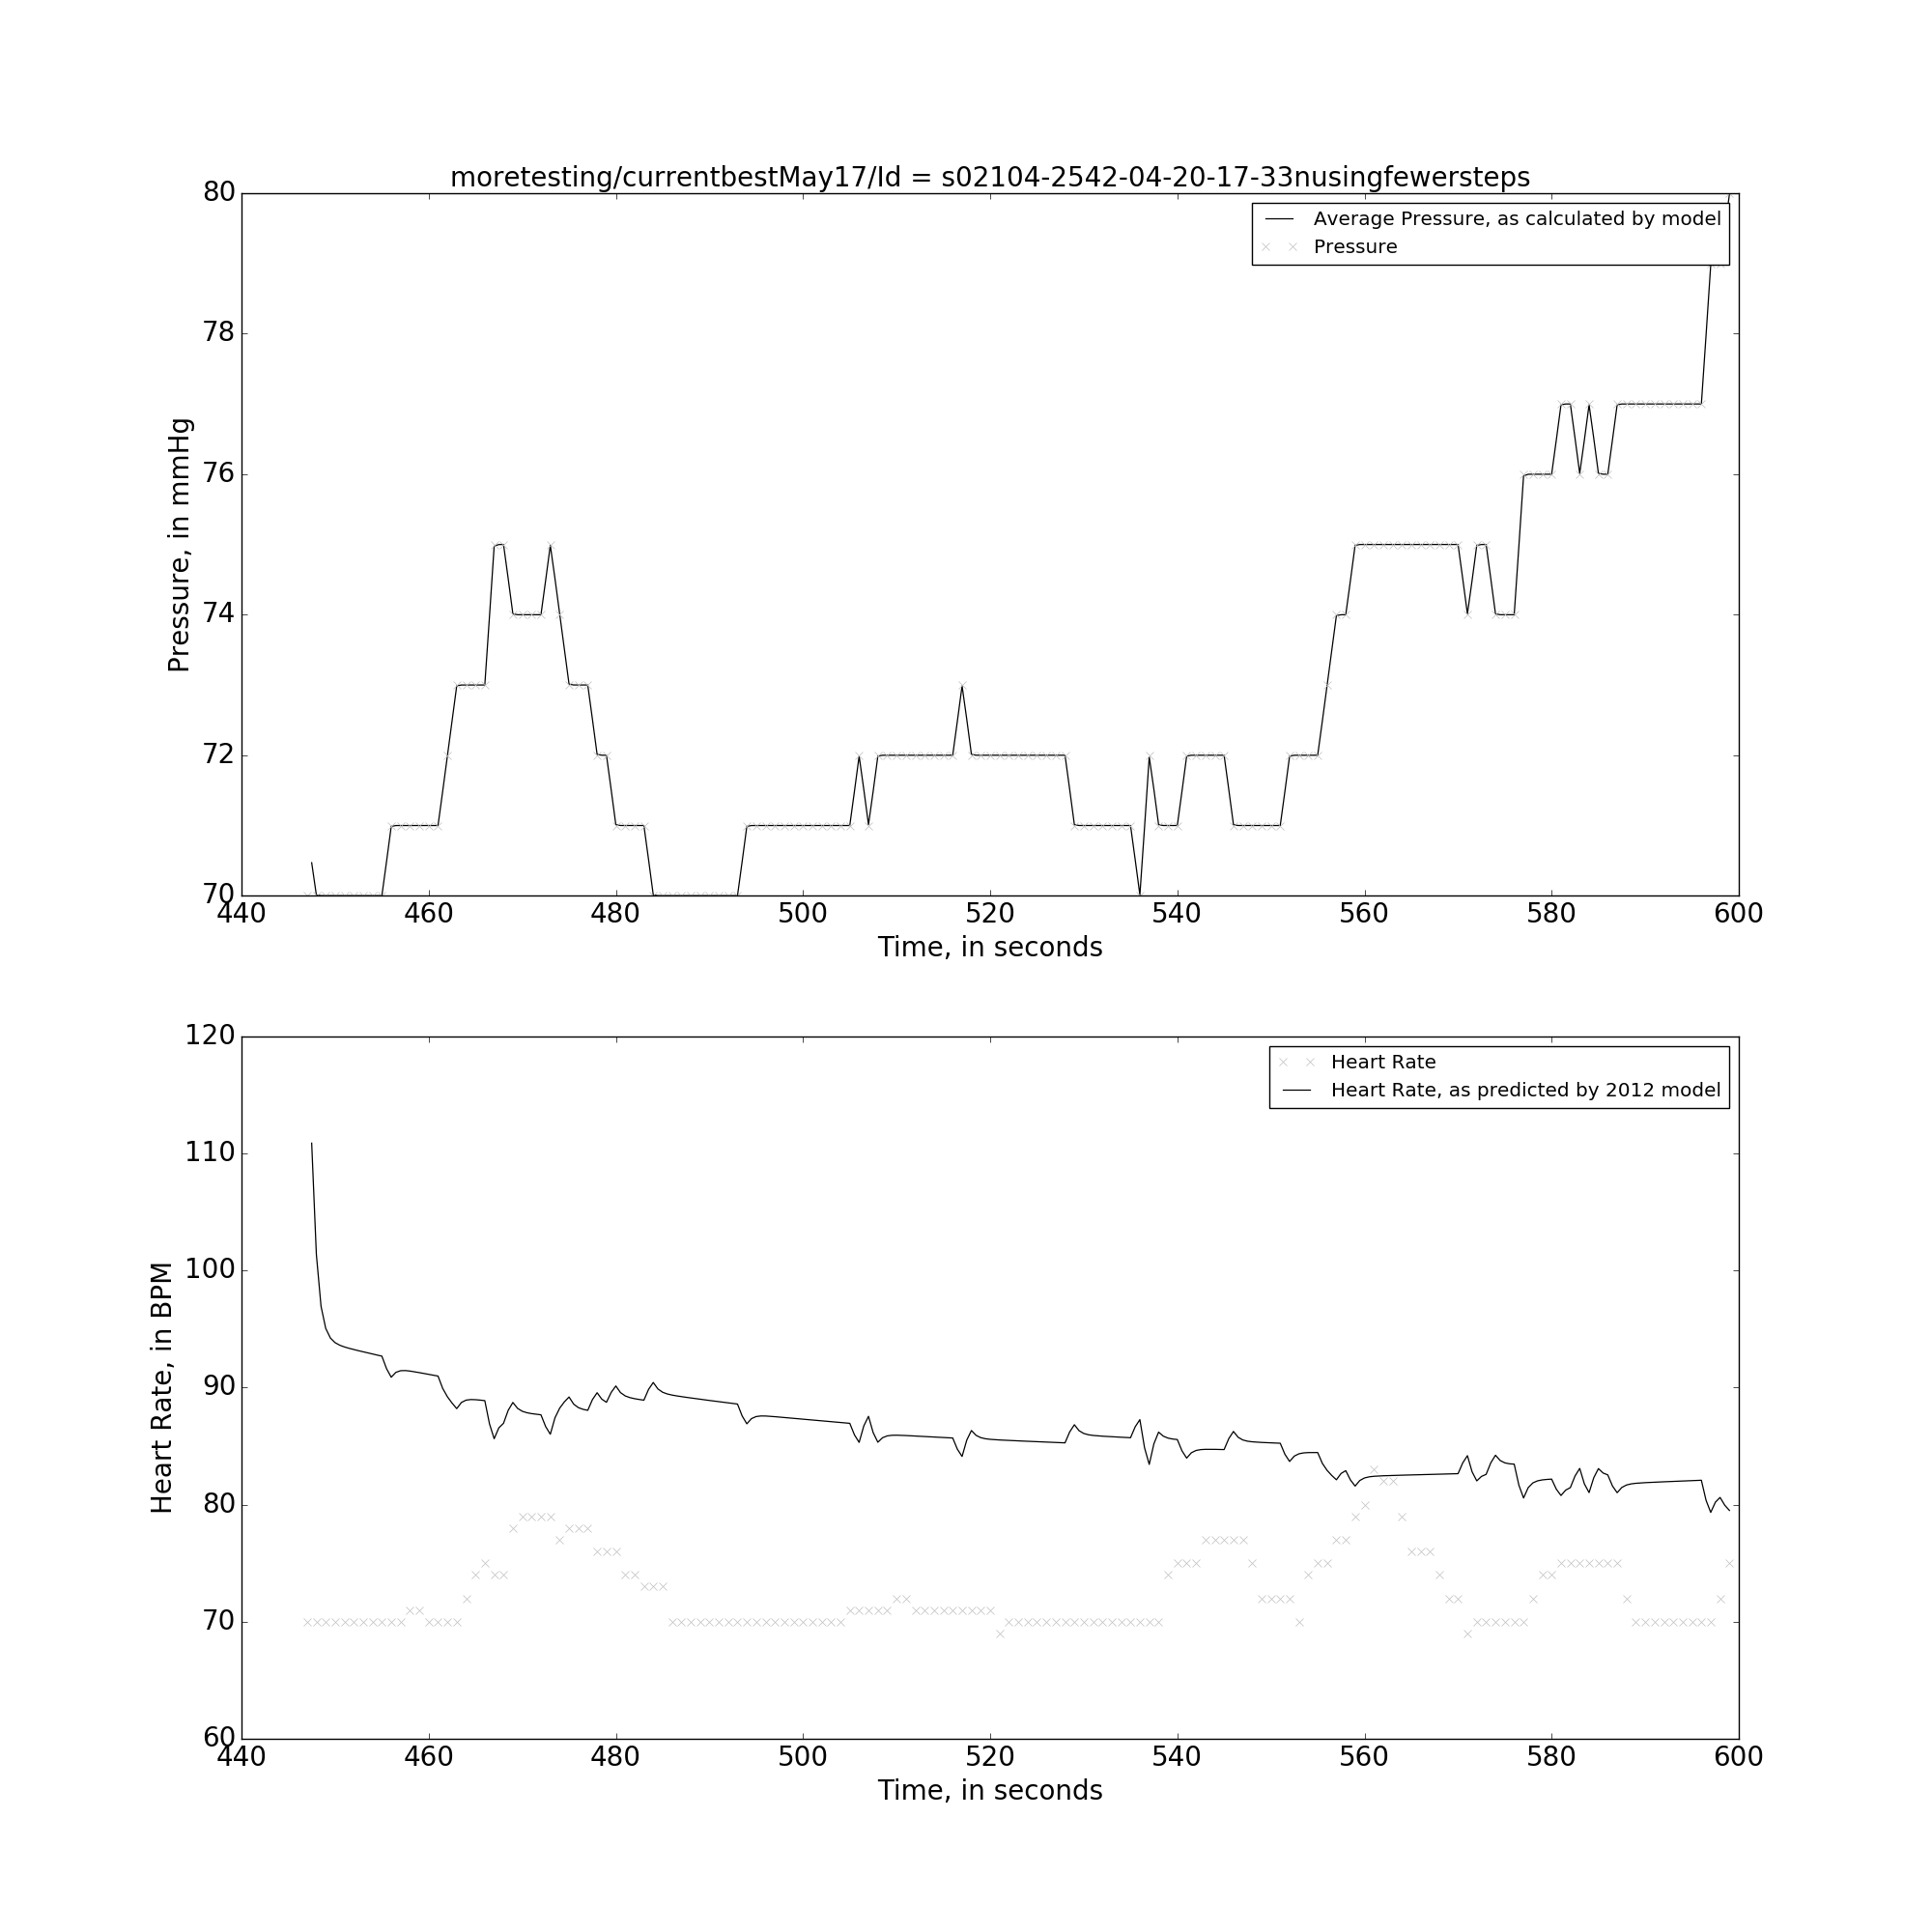 moretesting/currentbestMay17/Id = s02104-2542-04-20-17-33nusingfewersteps
Average Pressure, as calculated by model
Pressure
Pressure, in mmHg
80
78
76
74
72
70
440 460 480 500 520 540 560 580 600
Time, in seconds
Heart Rate
Heart Rate, as predicted by 2012 model
Heart Rate, in BPM
120
110
100
90
80
70
60
440 460 480 500 520 540 560 580 600
Time, in seconds